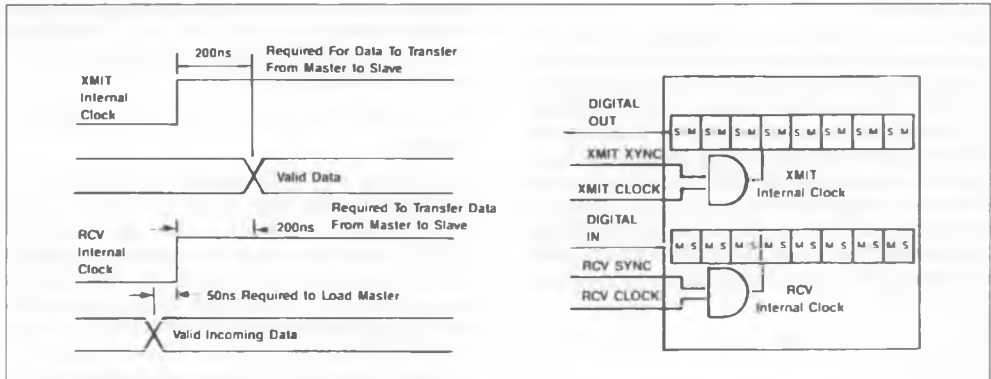 200ns
Required For Data To Transfer
From Master to Slave
XMIT
Internal
Clock
Valid Data
Required To Transfer Data
From Master to Slave
200ns
RCV
Internal
Clock
50ns Required to Load Master
Valid Incoming Data
DIGITAL
OUT
S M S M S M S M S M S M S M S M
XMIT XYNC
XMIT CLOCK
XMIT
Internal Clock
DIGITAL
IN
M S M S M S M S M S M S M S M S
RCV SYNC
RCV CLOCK
RCV
Internal Clock